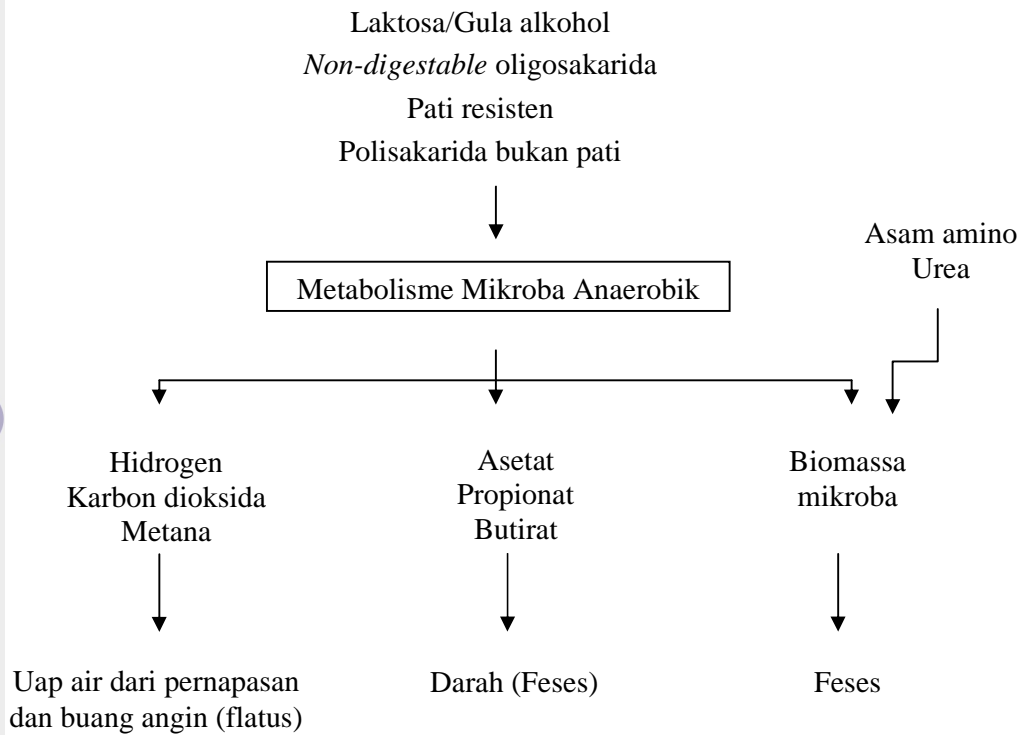 Laktosa/Gula alkohol
Non-digestable oligosakarida
Pati resisten
Polisakarida bukan pati
Asam amino
Urea
Metabolisme Mikroba Anaerobik
Hidrogen
Karbon dioksida
Metana
Asetat
Propionat
Butirat
Biomassa
mikroba
Uap air dari pernapasan
dan buang angin (flatus)
Darah (Feses)
Feses